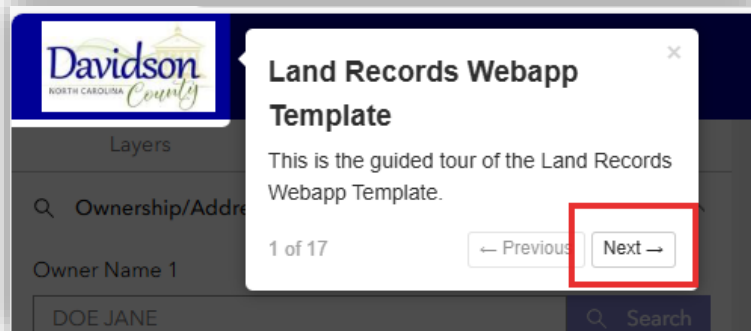 Davidson
NORTH CAROLINA County
Land Records Webapp
Template
×
This is the guided tour of the Land Records
Webapp Template.
1 of 17
← Previous
Next →
Layers
Ownership/Addre
Owner Name 1
DOE JANE
Search